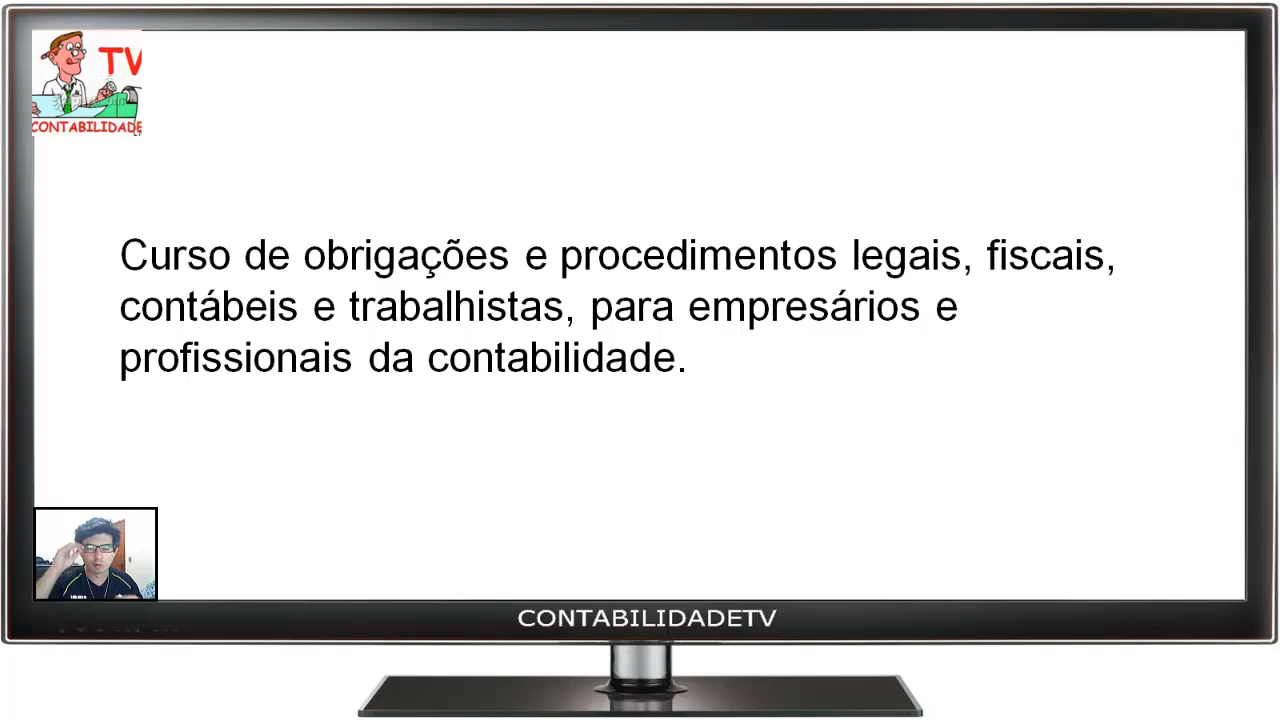 TV
CONTABILIDADE
Curso de obrigações e procedimentos legais, fiscais,
contábeis e trabalhistas, para empresários e
profissionais da contabilidade.
CONTABILIDADETV